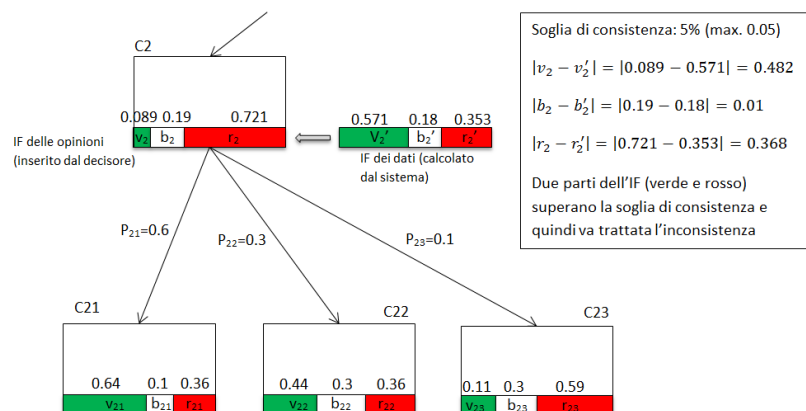 C2
0.089 0.19 0.721
v₂ b₂ r₂
IF delle opinioni
(inserito dal decisore)
0.571 0.18 0.353
V₂' b₂' r₂'
IF dei dati (calcolato
dal sistema)
Soglia di consistenza: 5% (max. 0.05)
|v₂ − v₂′| = |0.089 − 0.571| = 0.482
|b₂ − b₂′| = |0.19 − 0.18| = 0.01
|r₂ − r₂′| = |0.721 − 0.353| = 0.368
Due parti dell'IF (verde e rosso)
superano la soglia di consistenza e
quindi va trattata l'inconsistenza
P₂₁=0.6
P₂₂=0.3
P₂₃=0.1
C21
0.64 0.1 0.36
v₂₁ b₂₁ r₂₁
C22
0.44 0.3 0.36
v₂₂ b₂₂ r₂₂
C23
0.11 0.3 0.59
v₂₃ b₂₃ r₂₃